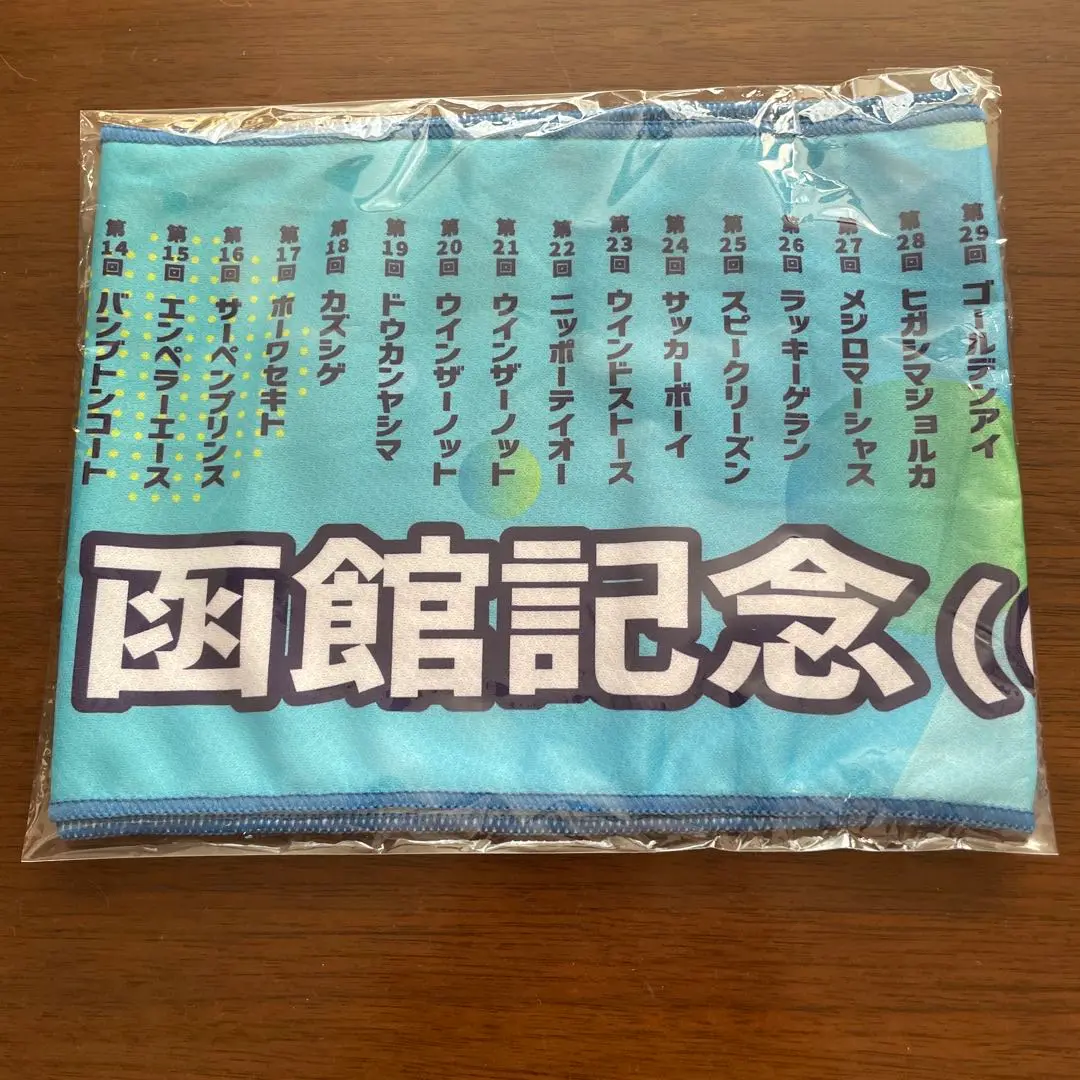 第29回 ゴールデンアイ
第28回 ヒガシマジョルカ
第27回 メジロマーシャス
第26回 ラッキーゲラン
第25回 スピークリーズン
第24回 サッカーボーイ
第23回 ウインドストース
第22回 ニッポーテイオー
第21回 ウインザーノット
第20回 ウインザーノット
第19回 ドウカンヤシマ
第18回 カズシゲ
第17回 ホーワセキト
第16回 サーペンプリンス
第15回 エンペラーエース
第14回 バンブトンコート
函館記念(